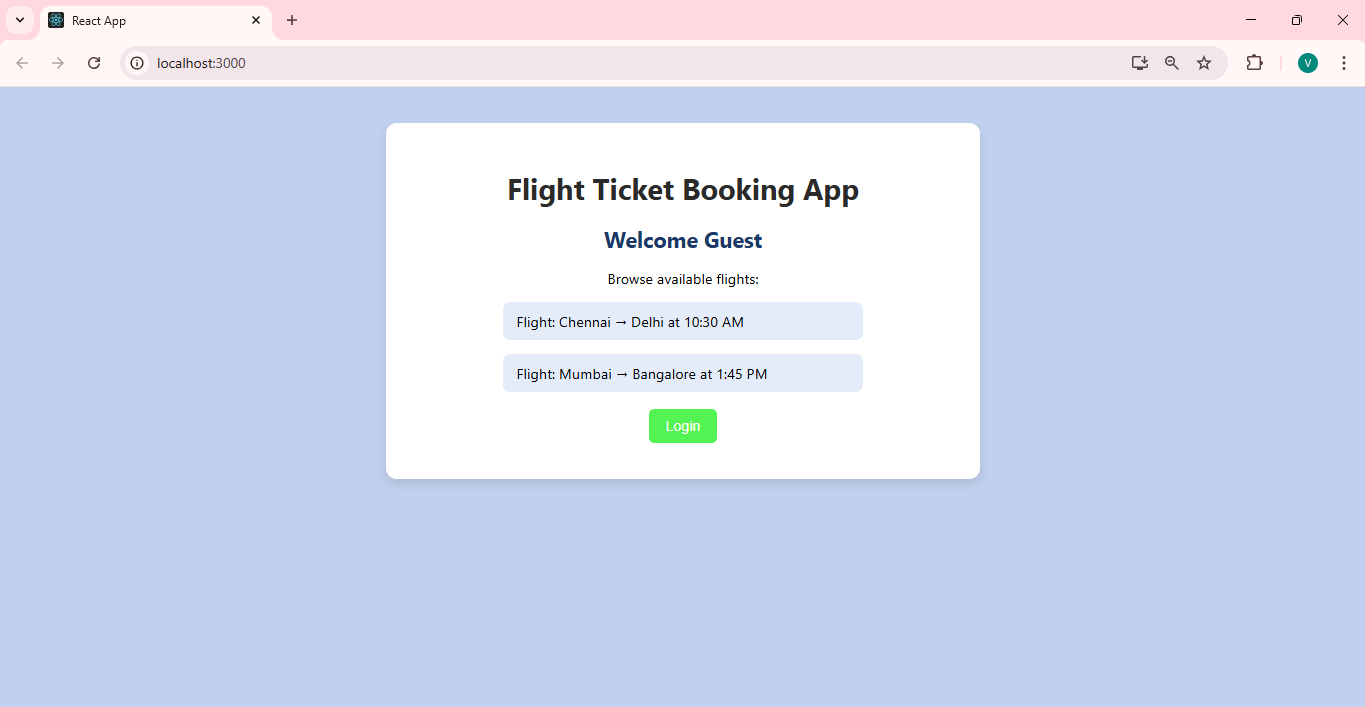 React App
localhost:3000
V
Flight Ticket Booking App
Welcome Guest
Browse available flights:
Flight: Chennai → Delhi at 10:30 AM
Flight: Mumbai → Bangalore at 1:45 PM
Login